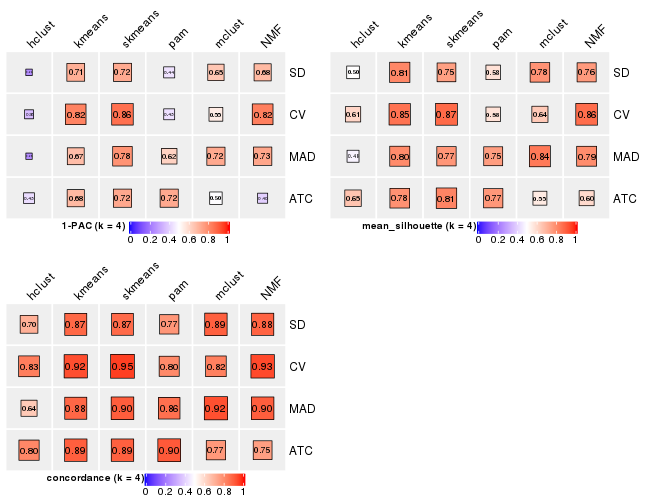 hclust kmeans skmeans pam mclust NMF
0.71 0.72 0.44 0.65 0.68 SD
0.82 0.86 0.43 0.55 0.82 CV
0.67 0.78 0.62 0.72 0.73 MAD
0.43 0.68 0.72 0.72 0.50 ATC
1-PAC (k = 4)
0 0.2 0.4 0.6 0.8 1
hclust kmeans skmeans pam mclust NMF
0.50 0.81 0.75 0.58 0.78 0.76 SD
0.61 0.85 0.87 0.58 0.64 0.86 CV
0.80 0.77 0.75 0.84 0.79 MAD
0.65 0.78 0.81 0.77 0.55 0.60 ATC
mean_silhouette (k = 4)
0 0.2 0.4 0.6 0.8 1
hclust kmeans skmeans pam mclust NMF
0.70 0.87 0.87 0.77 0.89 0.88 SD
0.83 0.92 0.95 0.80 0.82 0.93 CV
0.64 0.88 0.90 0.86 0.92 0.90 MAD
0.80 0.89 0.89 0.90 0.77 0.75 ATC
concordance (k = 4)
0 0.2 0.4 0.6 0.8 1